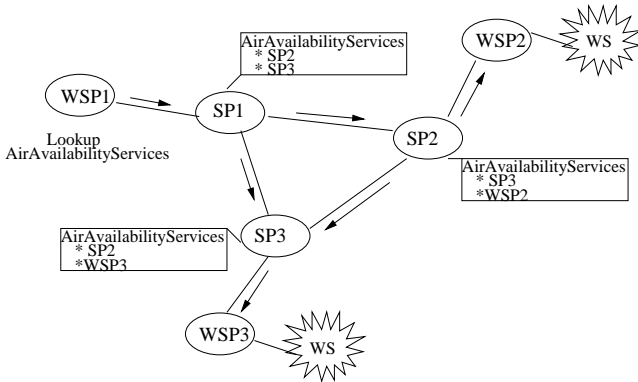 WSP2
WS
AirAvailabilityServices
* SP2
* SP3
WSP1
SP1
SP2
Lookup
AirAvailabilityServices
AirAvailabilityServices
* SP3
*WSP2
AirAvailabilityServices
* SP2
*WSP3
SP3
WSP3
WS